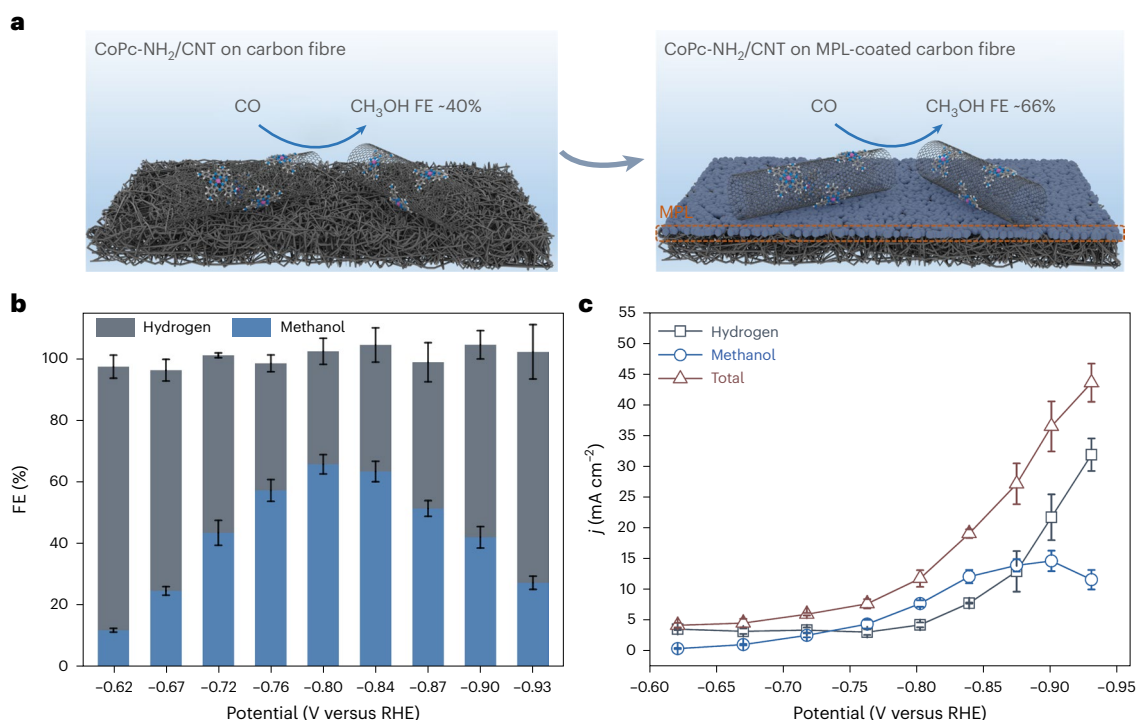 a
CoPc-NH₂/CNT on carbon fibre
CO
CH₃OH FE ~40%
CoPc-NH₂/CNT on MPL-coated carbon fibre
CO
CH₃OH FE ~66%
MPL
b
Hydrogen
Methanol
100
80
60
40
20
0
FE (%)
−0.62 −0.67 −0.72 −0.76 −0.80 −0.84 −0.87 −0.90 −0.93
Potential (V versus RHE)
c
Hydrogen
Methanol
Total
55
50
45
40
35
30
25
20
15
10
5
0
j (mA cm⁻²)
−0.60 −0.65 −0.70 −0.75 −0.80 −0.85 −0.90 −0.95
Potential (V versus RHE)